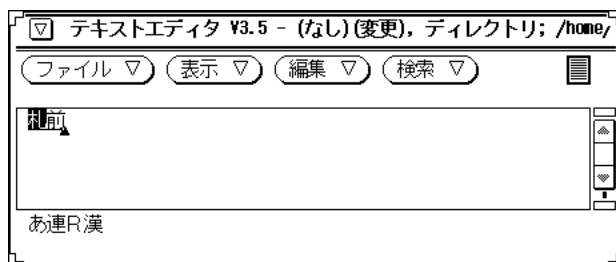 テキストエディタ V3.5 - (なし)(変更), ディレクトリ; /home/
ファイル ▽ 表示 ▽ 編集 ▽ 検索 ▽
札前
あ連R漢